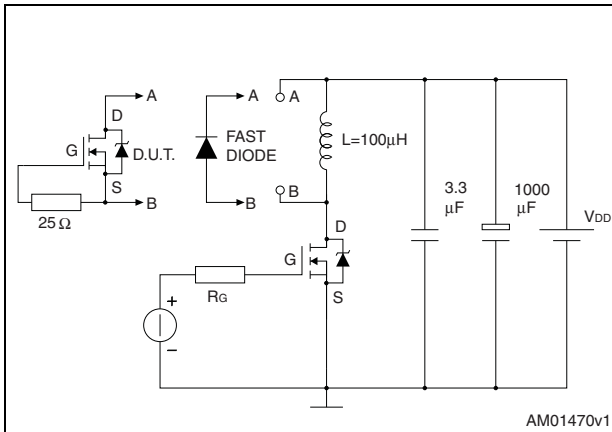 A A A
D
G D.U.T. FAST DIODE L=100μH
S
B B B
25 Ω
3.3 μF 1000 μF VDD
D
G
S
RG
+
−
AM01470v1